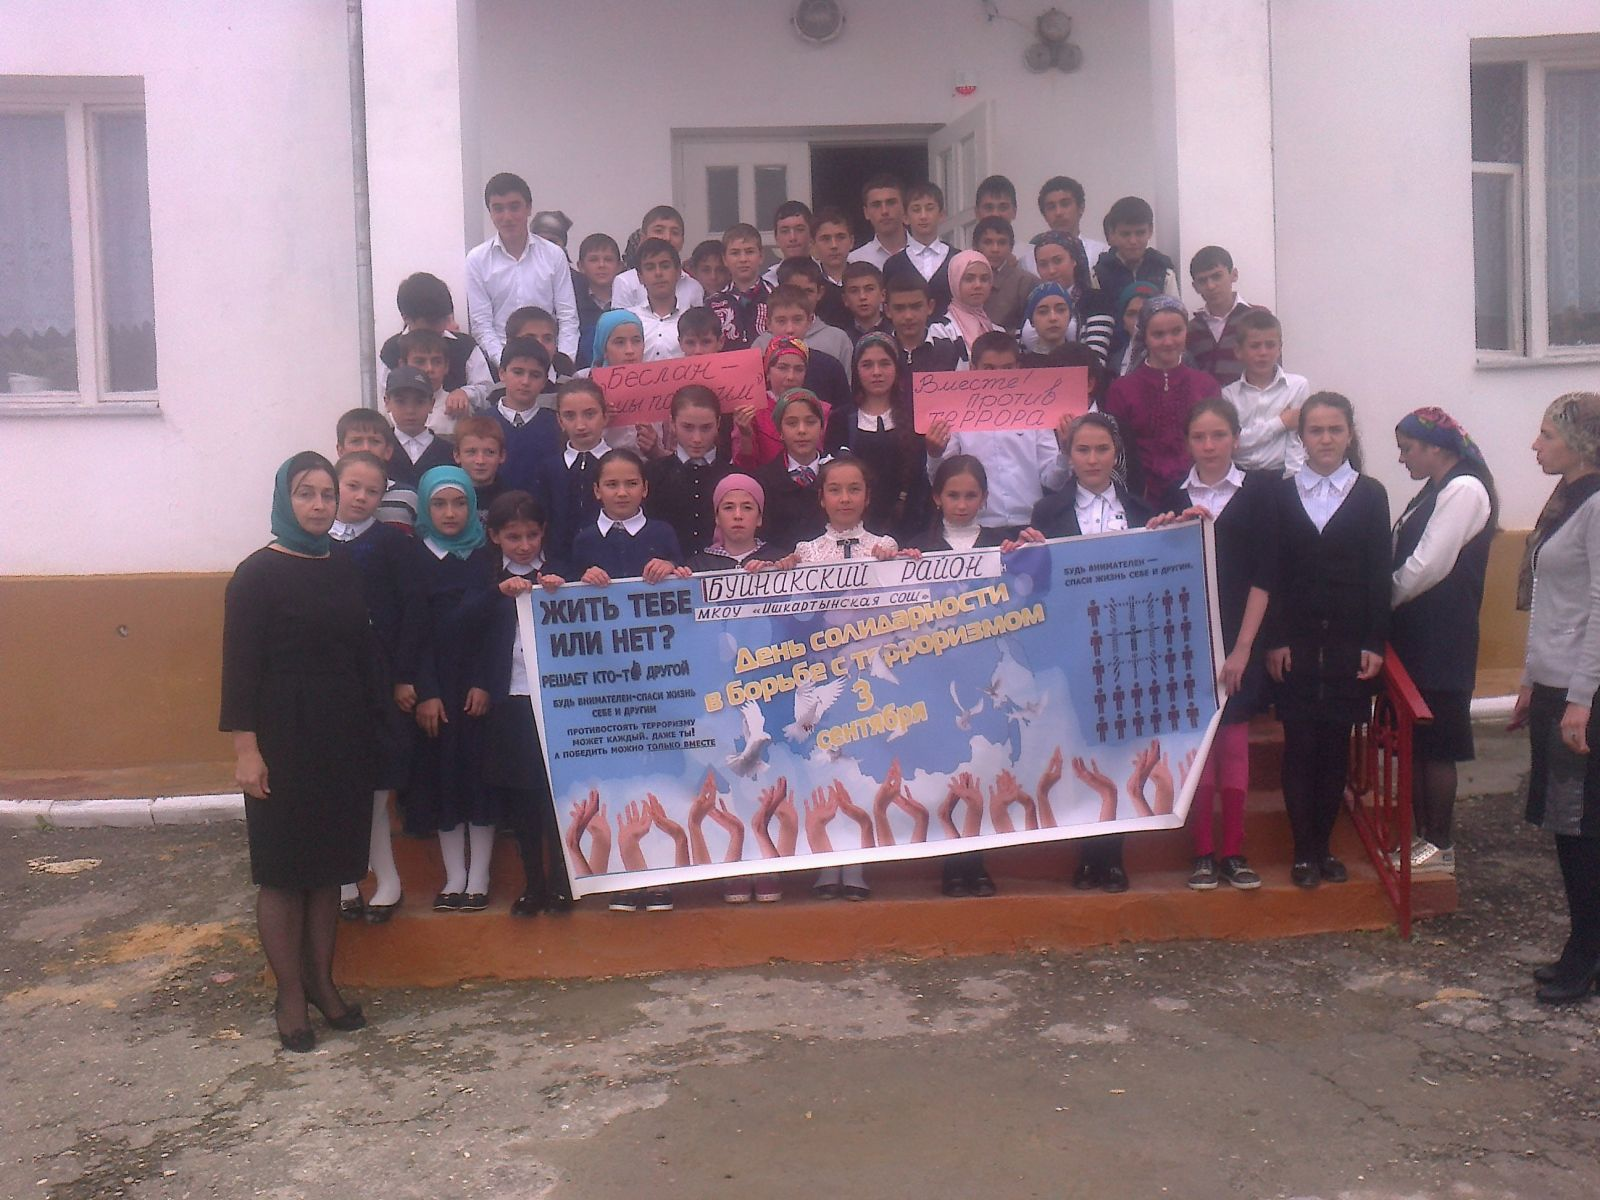 „Беслан –
мы
Вместе!
против
террора
БУЙНАКСКИЙ РАЙОН
МКОУ «Ишкартынская СОШ»
ЖИТЬ ТЕБЕ
ИЛИ НЕТ?
РЕШАЕТ КТО-ТО ДРУГОЙ
БУДЬ ВНИМАТЕЛЕН-СПАСИ ЖИЗНЬ
СЕБЕ И ДРУГИМ
ПРОТИВОСТОЯТЬ ТЕРРОРИЗМУ
МОЖЕТ КАЖДЫЙ. ДАЖЕ ТЫ!
А ПОБЕДИТЬ МОЖНО ТОЛЬКО ВМЕСТЕ
День солидарности
в борьбе с терроризмом
3
сентября
БУДЬ ВНИМАТЕЛЕН —
СПАСИ ЖИЗНЬ СЕБЕ И ДРУГИМ.